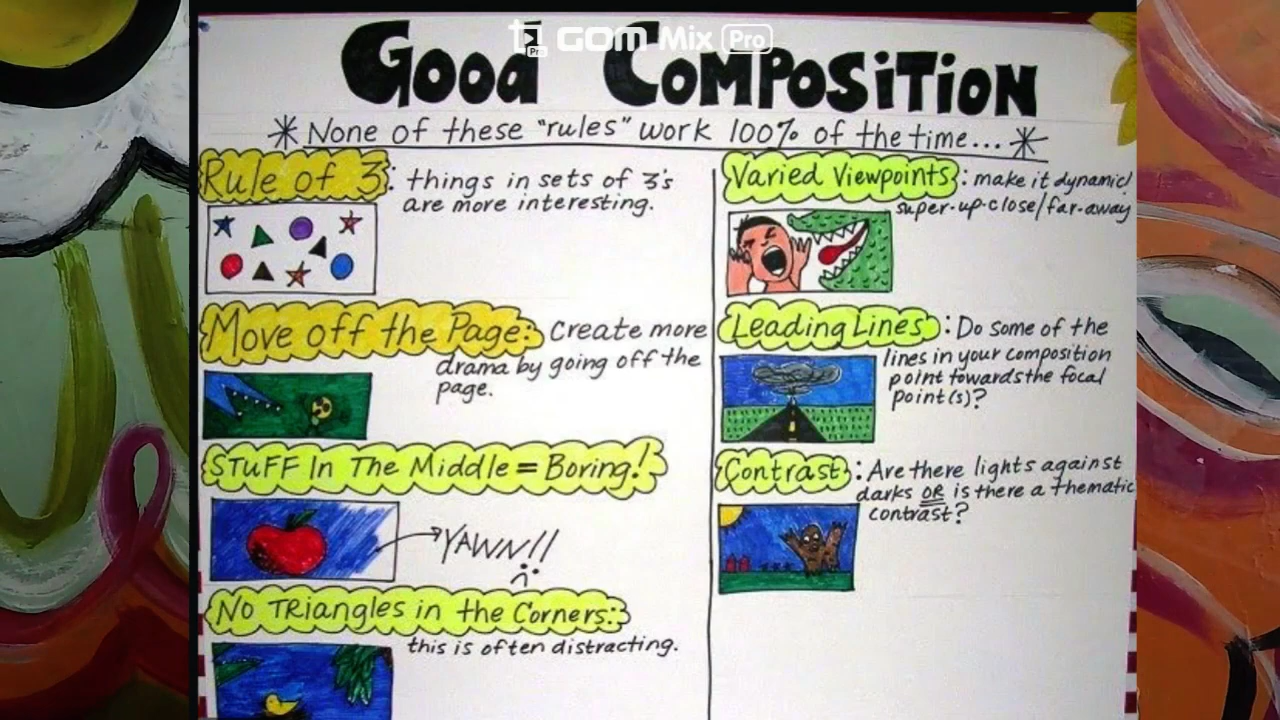 GOM Mix Pro
Pro
Good Composition
*None of these "rules" work 100% of the time...*
Rule of 3: things in sets of 3's
are more interesting.
Move off the Page: Create more
drama by going off the
page.
Stuff In The Middle = Boring!
YAWN!!
No Triangles in the Corners:
this is often distracting.
Varied Viewpoints: make it dynamic!
super-up-close/far-away
Leading Lines: Do some of the
lines in your composition
point towards the focal
point(s)?
Contrast: Are there lights against
darks OR is there a thematic
contrast?